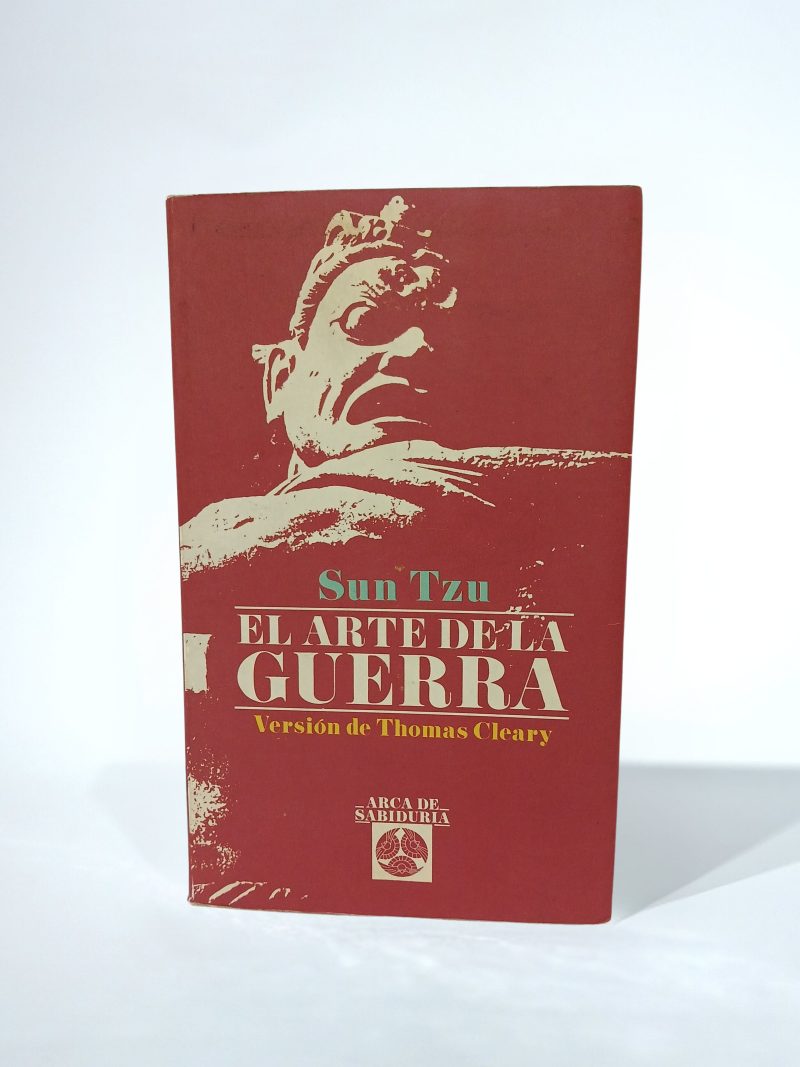 Sun Tzu
EL ARTE DE LA
GUERRA
Versión de Thomas Cleary
ARCA DE
SABIDURIA